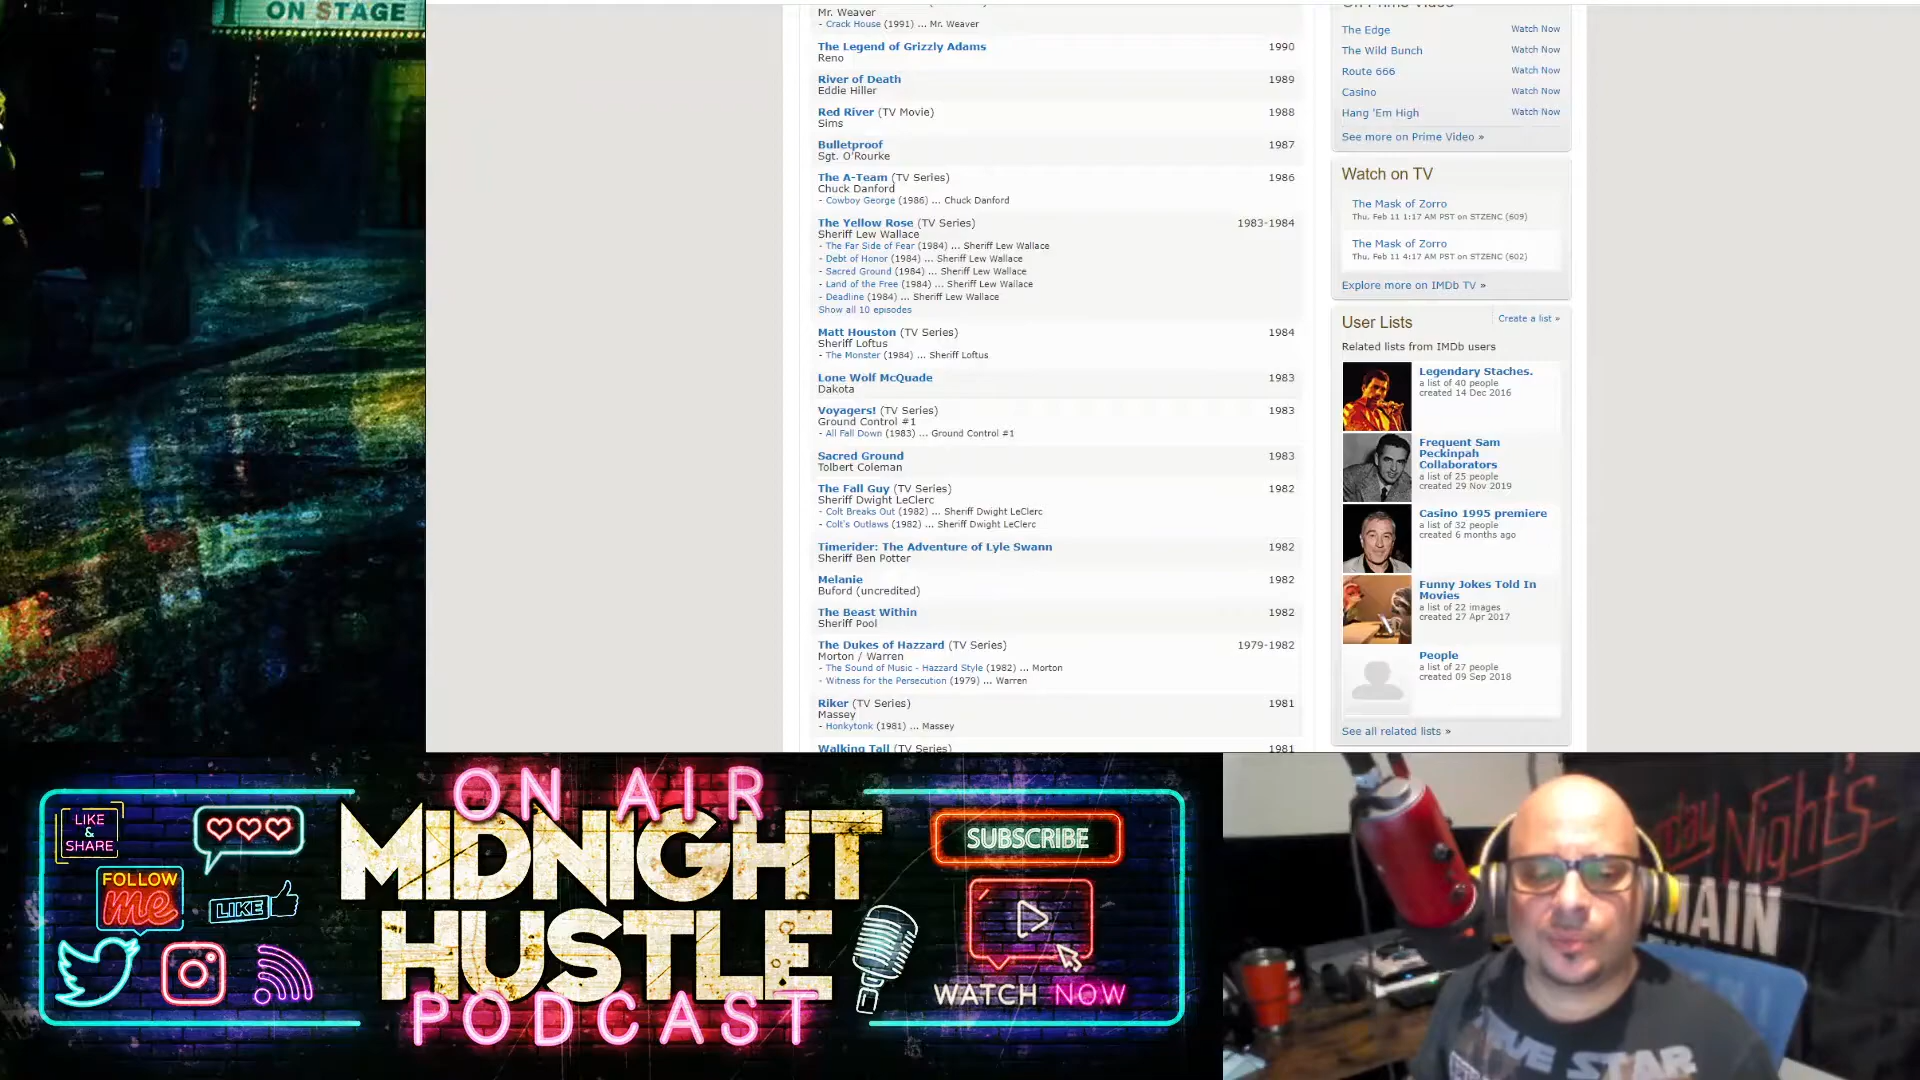 ON STAGE
Mr. Weaver
- Crack House (1991) ... Mr. Weaver
The Legend of Grizzly Adams 1990
Reno
River of Death 1989
Eddie Hiller
Red River (TV Movie) 1988
Sims
Bulletproof 1987
Sgt. O'Rourke
The A-Team (TV Series) 1986
Chuck Danford
- Cowboy George (1986) ... Chuck Danford
The Yellow Rose (TV Series) 1983-1984
Sheriff Lew Wallace
- The Far Side of Fear (1984) ... Sheriff Lew Wallace
- Debt of Honor (1984) ... Sheriff Lew Wallace
- Sacred Ground (1984) ... Sheriff Lew Wallace
- Land of the Free (1984) ... Sheriff Lew Wallace
- Deadline (1984) ... Sheriff Lew Wallace
Show all 10 episodes
Matt Houston (TV Series) 1984
Sheriff Loftus
- The Monster (1984) ... Sheriff Loftus
Lone Wolf McQuade 1983
Dakota
Voyagers! (TV Series) 1983
Ground Control #1
- All Fall Down (1983) ... Ground Control #1
Sacred Ground 1983
Tolbert Coleman
The Fall Guy (TV Series) 1982
Sheriff Dwight LeClerc
- Colt Breaks Out (1982) ... Sheriff Dwight LeClerc
- Colt's Outlaws (1982) ... Sheriff Dwight LeClerc
Timerider: The Adventure of Lyle Swann 1982
Sheriff Ben Potter
Melanie 1982
Buford (uncredited)
The Beast Within 1982
Sheriff Pool
The Dukes of Hazzard (TV Series) 1979-1982
Morton / Warren
- The Sound of Music - Hazzard Style (1982) ... Morton
- Witness for the Persecution (1979) ... Warren
Riker (TV Series) 1981
Massey
- Honkytonk (1981) ... Massey
Walking Tall (TV Series) 1981
On Prime Video
The Edge Watch Now
The Wild Bunch Watch Now
Route 666 Watch Now
Casino Watch Now
Hang 'Em High Watch Now
See more on Prime Video »
Watch on TV
The Mask of Zorro
Thu. Feb 11 1:17 AM PST on STZENC (609)
The Mask of Zorro
Thu. Feb 11 4:17 AM PST on STZENC (602)
Explore more on IMDb TV »
User Lists Create a list »
Related lists from IMDb users
Legendary Staches.
a list of 40 people
created 14 Dec 2016
Frequent Sam
Peckinpah
Collaborators
a list of 25 people
created 29 Nov 2019
Casino 1995 premiere
a list of 32 people
created 6 months ago
Funny Jokes Told In
Movies
a list of 22 images
created 27 Apr 2017
People
a list of 27 people
created 09 Sep 2018
See all related lists »
LIKE
&
SHARE
FOLLOW
me
LIKE
ON AIR
MIDNIGHT
HUSTLE
PODCAST
SUBSCRIBE
WATCH NOW
day Night's
MAIN
STAR